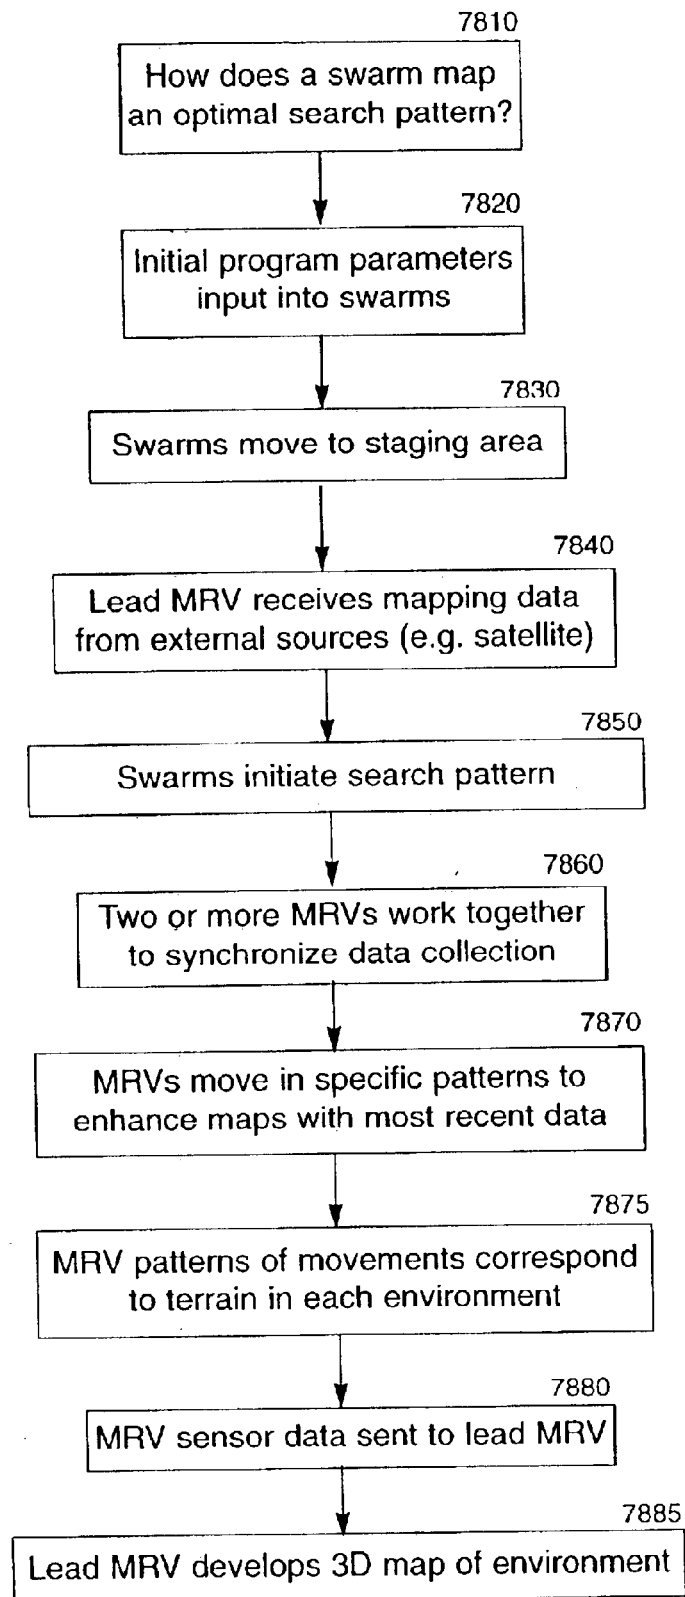 7810
How does a swarm map
an optimal search pattern?
7820
Initial program parameters
input into swarms
7830
Swarms move to staging area
7840
Lead MRV receives mapping data
from external sources (e.g. satellite)
7850
Swarms initiate search pattern
7860
Two or more MRVs work together
to synchronize data collection
7870
MRVs move in specific patterns to
enhance maps with most recent data
7875
MRV patterns of movements correspond
to terrain in each environment
7880
MRV sensor data sent to lead MRV
7885
Lead MRV develops 3D map of environment